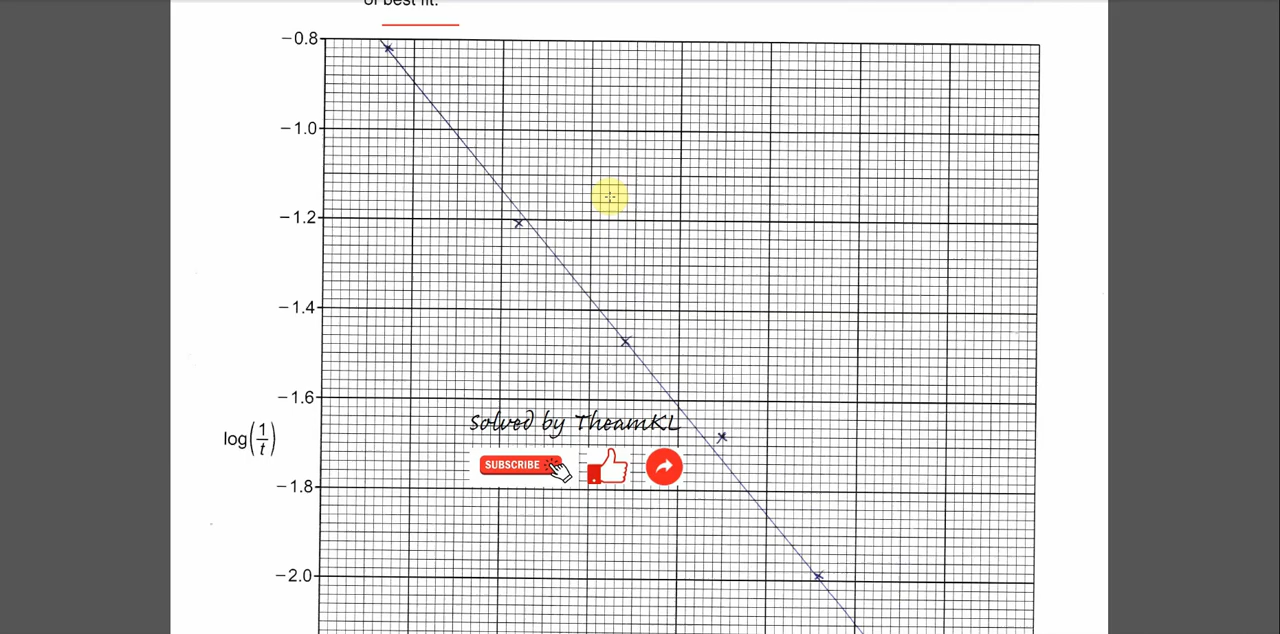 of best fit.
−0.8
−1.0
−1.2
−1.4
−1.6
Solved by TheamKL
log(1/t)
SUBSCRIBE
−1.8
−2.0